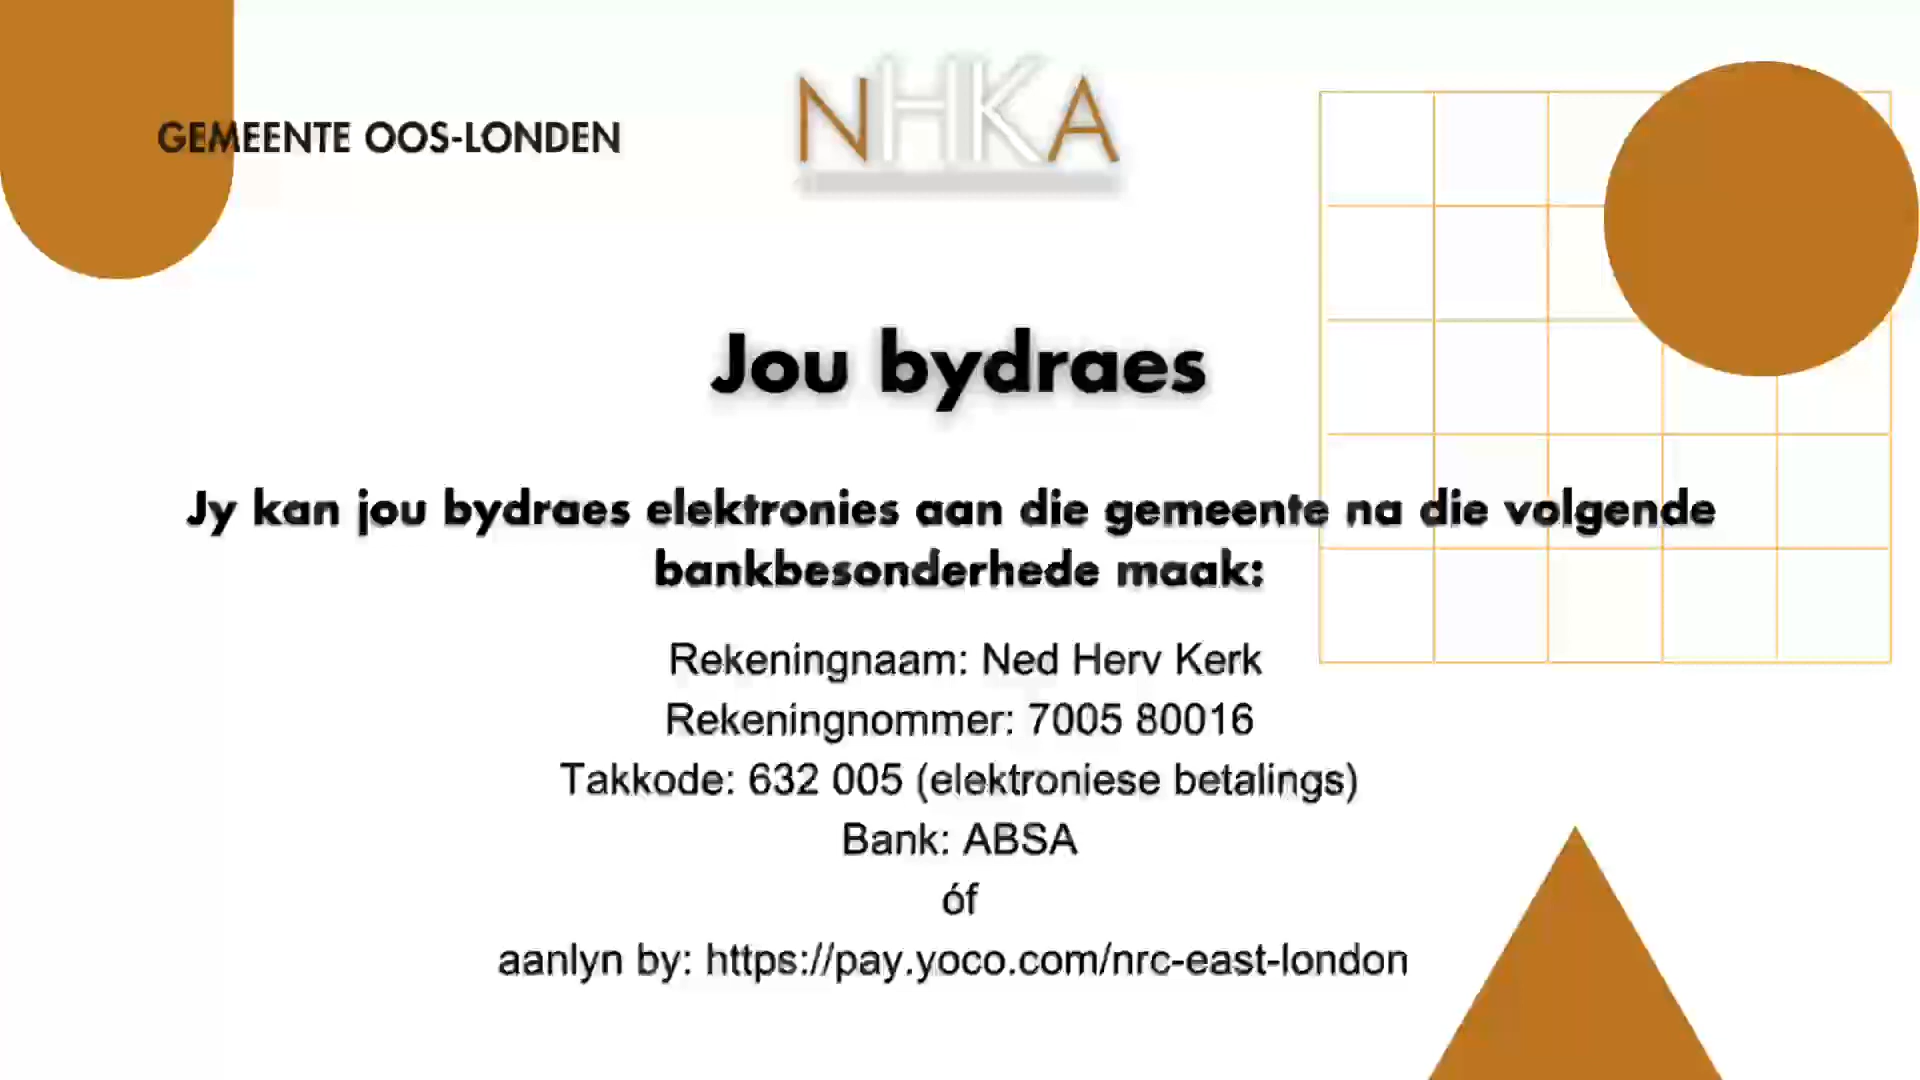 GEMEENTE OOS-LONDEN
NHKA
Jou bydraes
Jy kan jou bydraes elektronies aan die gemeente na die volgende
bankbesonderhede maak:
Rekeningnaam: Ned Herv Kerk
Rekeningnommer: 7005 80016
Takkode: 632 005 (elektroniese betalings)
Bank: ABSA
óf
aanlyn by: https://pay.yoco.com/nrc-east-london